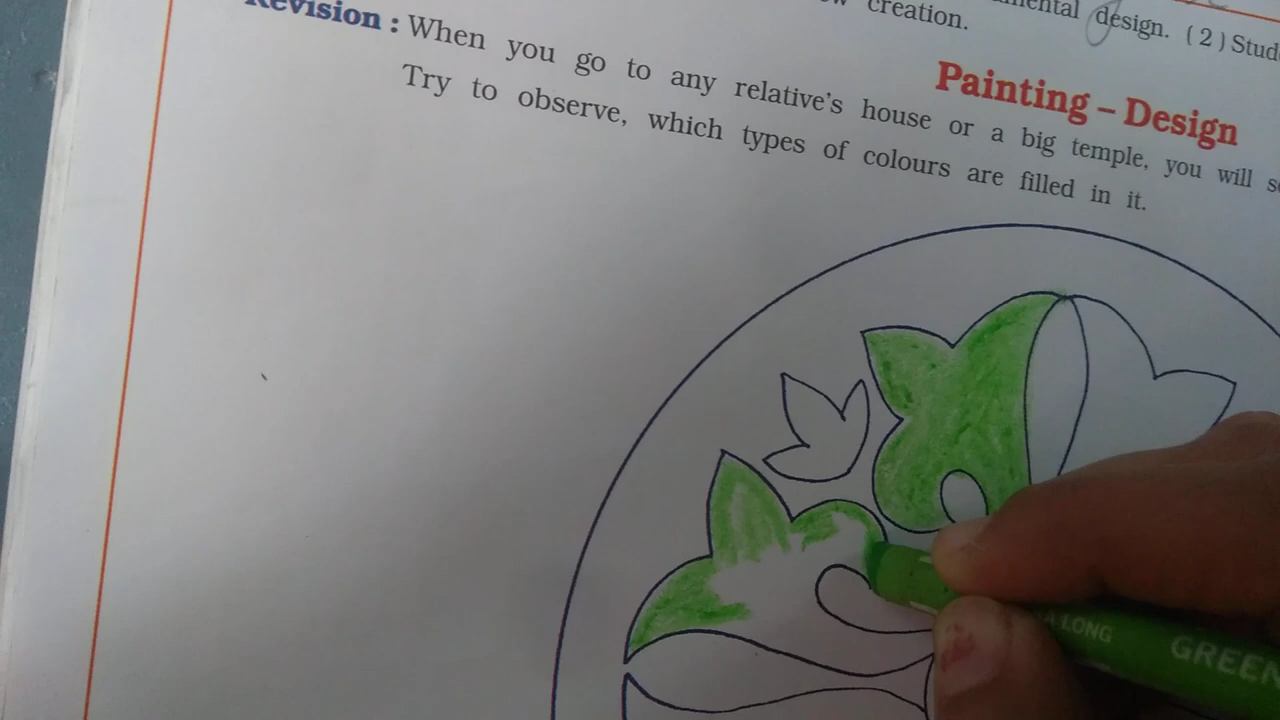 creation.
design. ( 2 ) Stud
Painting – Design
Revision : When you go to any relative's house or a big temple, you will
Try to observe, which types of colours are filled in it.
LONG GREEN